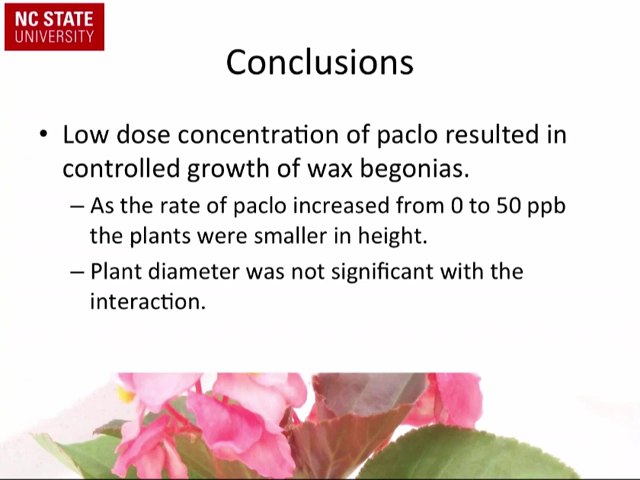 NC STATE
UNIVERSITY
Conclusions
• Low dose concentration of paclo resulted in
controlled growth of wax begonias.
– As the rate of paclo increased from 0 to 50 ppb
the plants were smaller in height.
– Plant diameter was not significant with the
interaction.